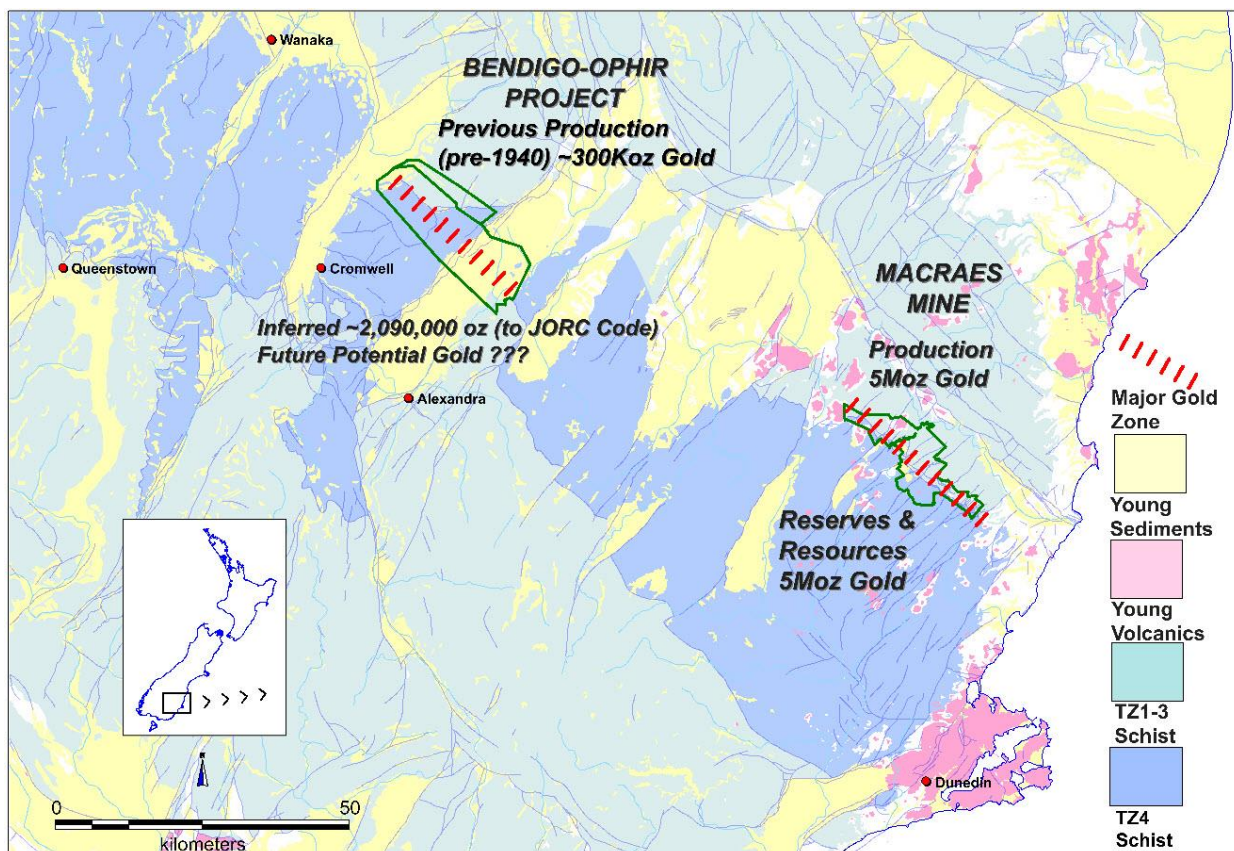 Wanaka
BENDIGO-OPHIR
PROJECT
Previous Production
(pre-1940) ~300Koz Gold
Queenstown
Cromwell
Inferred ~2,090,000 oz (to JORC Code)
Future Potential Gold ???
Alexandra
MACRAES
MINE
Production
5Moz Gold
Reserves &
Resources
5Moz Gold
Dunedin
0
50
kilometers
Major Gold
Zone
Young
Sediments
Young
Volcanics
TZ1-3
Schist
TZ4
Schist